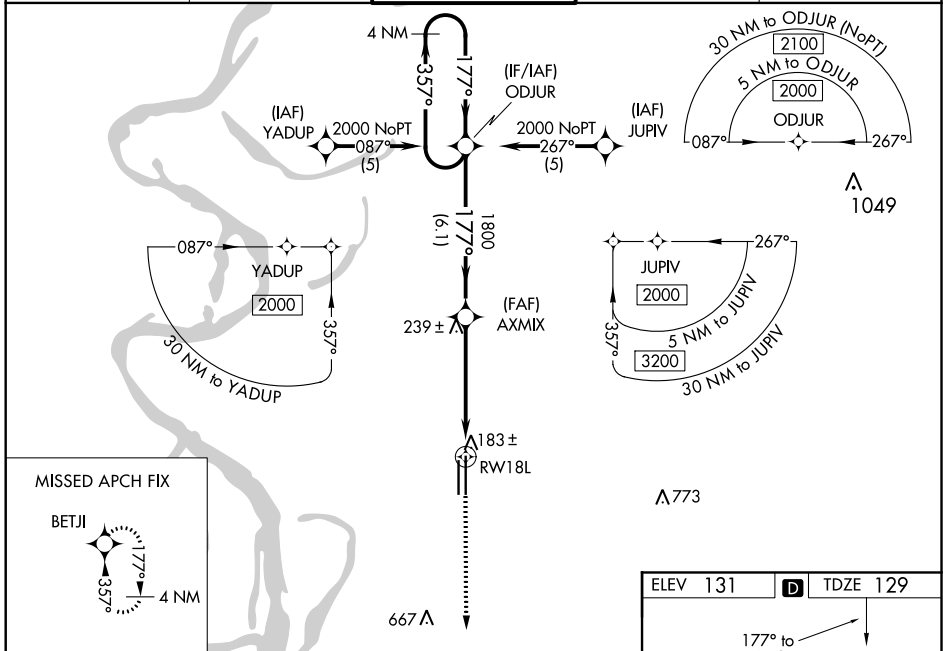 4 NM
357°
177°
(IF/IAF)
ODJUR
(IAF)
YADUP
2000 NoPT
087°
(5)
2000 NoPT
267°
(5)
(IAF)
JUPIV
30 NM to ODJUR (NoPT)
2100
5 NM to ODJUR
2000
ODJUR
087°
267°
1049
1800
177°
(6.1)
087°
YADUP
2000
357°
30 NM to YADUP
267°
JUPIV
2000
357°
5 NM to JUPIV
3200
30 NM to JUPIV
(FAF)
AXMIX
239 ±
183 ±
RW18L
773
MISSED APCH FIX
BETJI
177°
357°
4 NM
667
ELEV 131 D TDZE 129
177° to